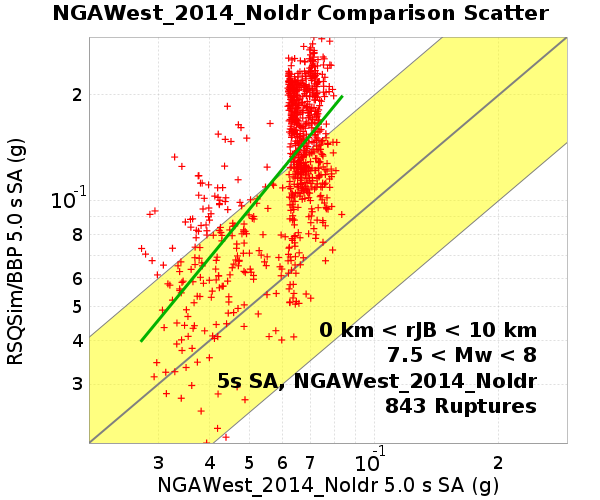 NGAWest_2014_NoIdr Comparison Scatter
RSQSim/BBP 5.0 s SA (g)
2
10⁻¹
8
7
6
5
4
3
0 km < rJB < 10 km
7.5 < Mw < 8
5s SA, NGAWest_2014_NoIdr
843 Ruptures
3 4 5 6 7 10⁻¹ 2
NGAWest_2014_NoIdr 5.0 s SA (g)